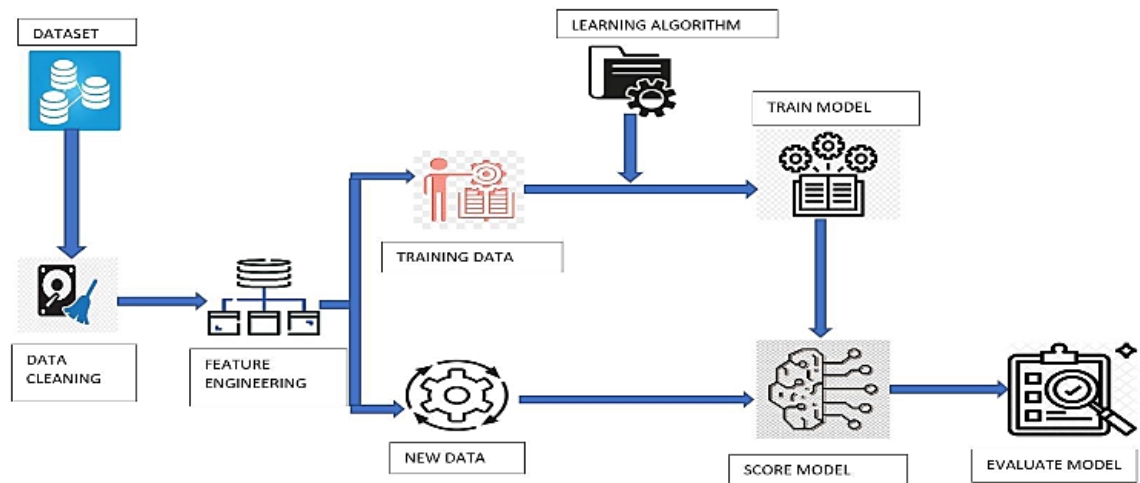 DATASET
LEARNING ALGORITHM
TRAIN MODEL
TRAINING DATA
DATA
CLEANING
FEATURE
ENGINEERING
NEW DATA
SCORE MODEL
EVALUATE MODEL